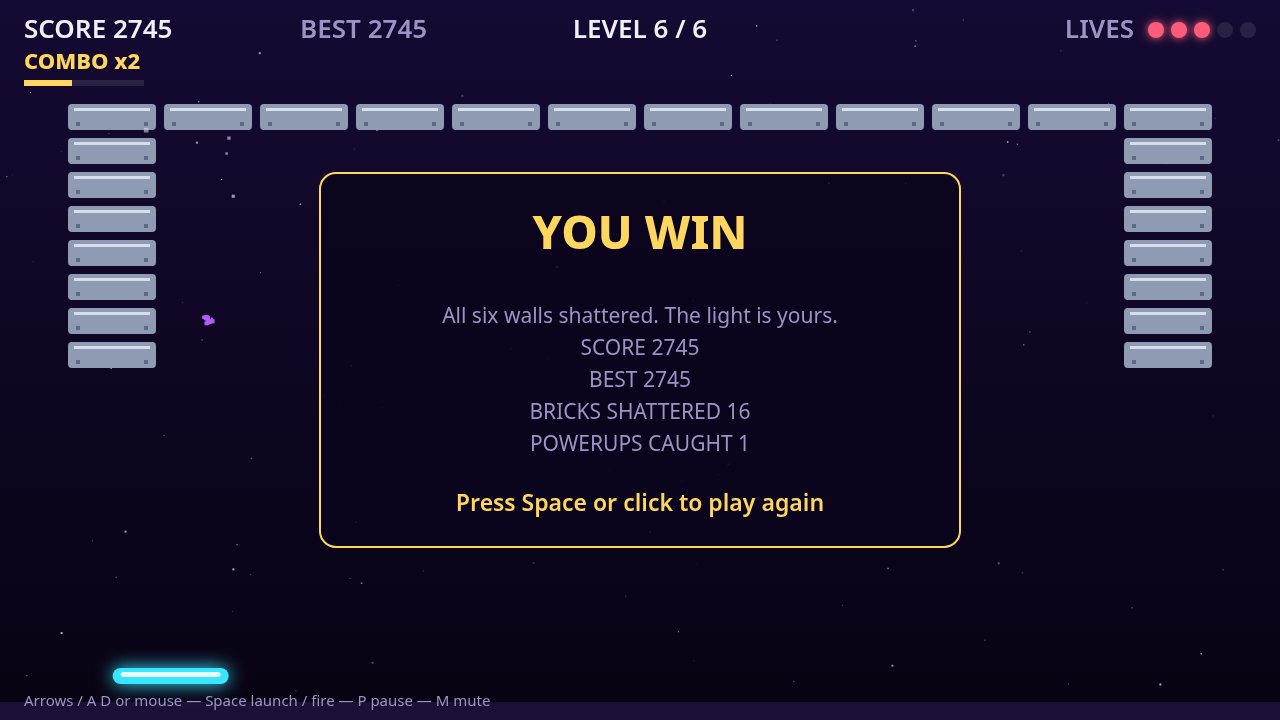 SCORE 2745
BEST 2745
LEVEL 6 / 6
LIVES
COMBO x2
YOU WIN
All six walls shattered. The light is yours.
SCORE 2745
BEST 2745
BRICKS SHATTERED 16
POWERUPS CAUGHT 1
Press Space or click to play again
Arrows / A D or mouse — Space launch / fire — P pause — M mute